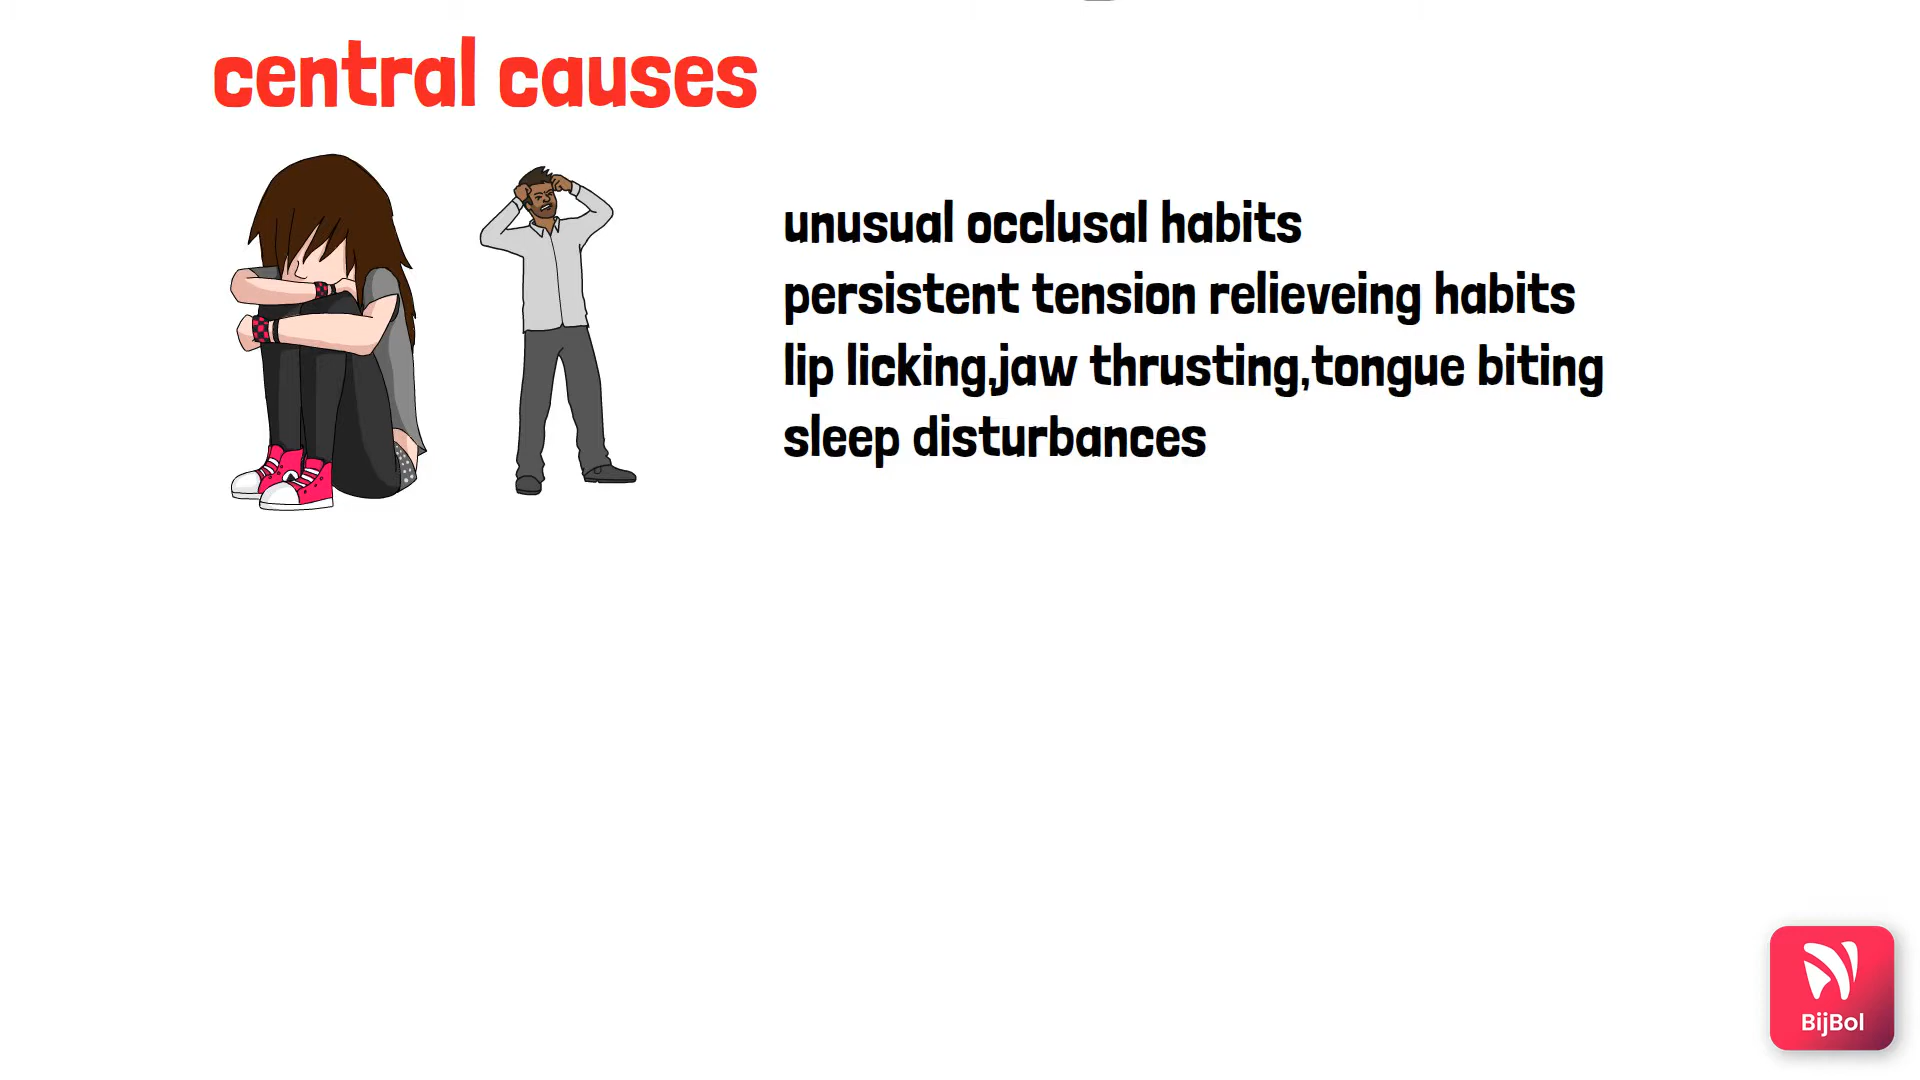 central causes
unusual occlusal habits
persistent tension relieveing habits
lip licking,jaw thrusting,tongue biting
sleep disturbances
BijBol